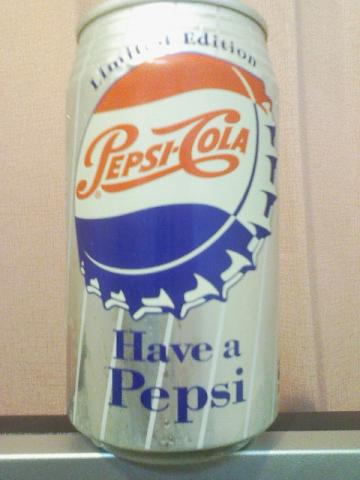 Limited Edition
PEPSI-COLA
Have a
Pepsi